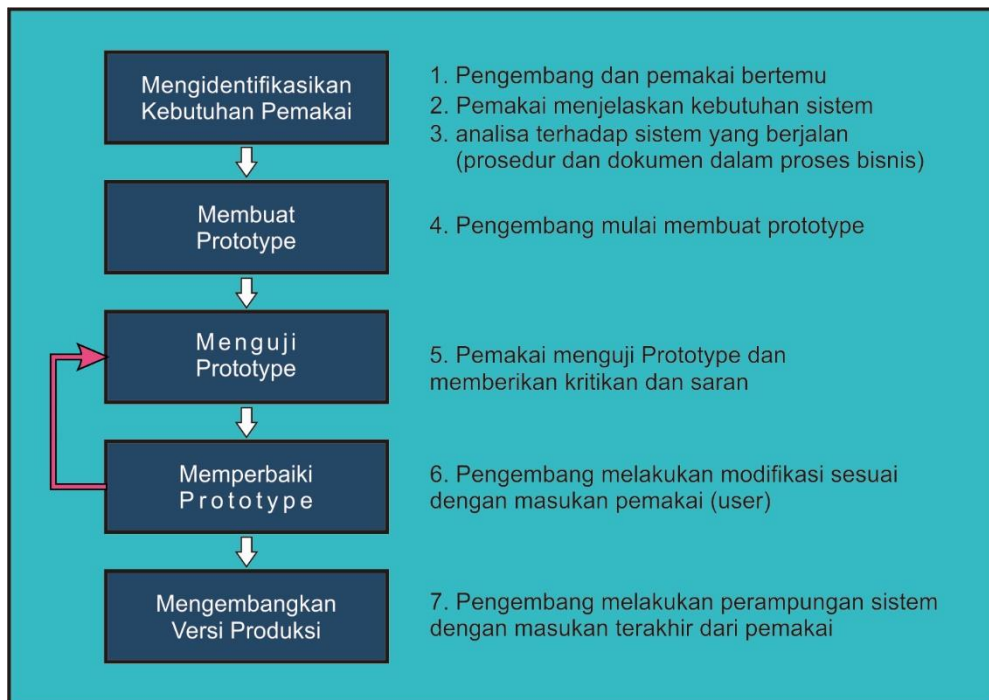 Mengidentifikasikan
Kebutuhan Pemakai
1. Pengembang dan pemakai bertemu
2. Pemakai menjelaskan kebutuhan sistem
3. analisa terhadap sistem yang berjalan
(prosedur dan dokumen dalam proses bisnis)
Membuat
Prototype
4. Pengembang mulai membuat prototype
Menguji
Prototype
5. Pemakai menguji Prototype dan
memberikan kritikan dan saran
Memperbaiki
Prototype
6. Pengembang melakukan modifikasi sesuai
dengan masukan pemakai (user)
Mengembangkan
Versi Produksi
7. Pengembang melakukan perampungan sistem
dengan masukan terakhir dari pemakai